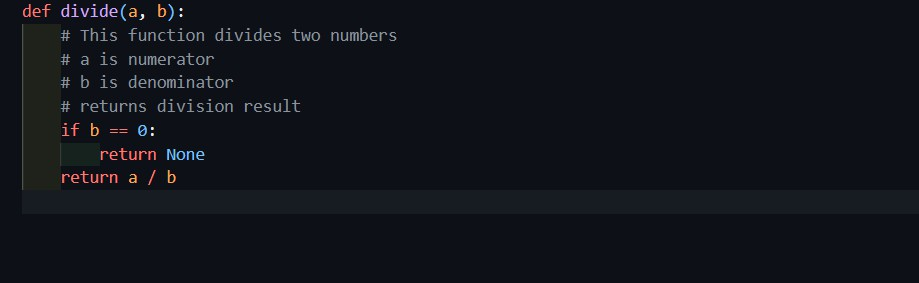 def divide(a, b):
    # This function divides two numbers
    # a is numerator
    # b is denominator
    # returns division result
    if b == 0:
        return None
    return a / b